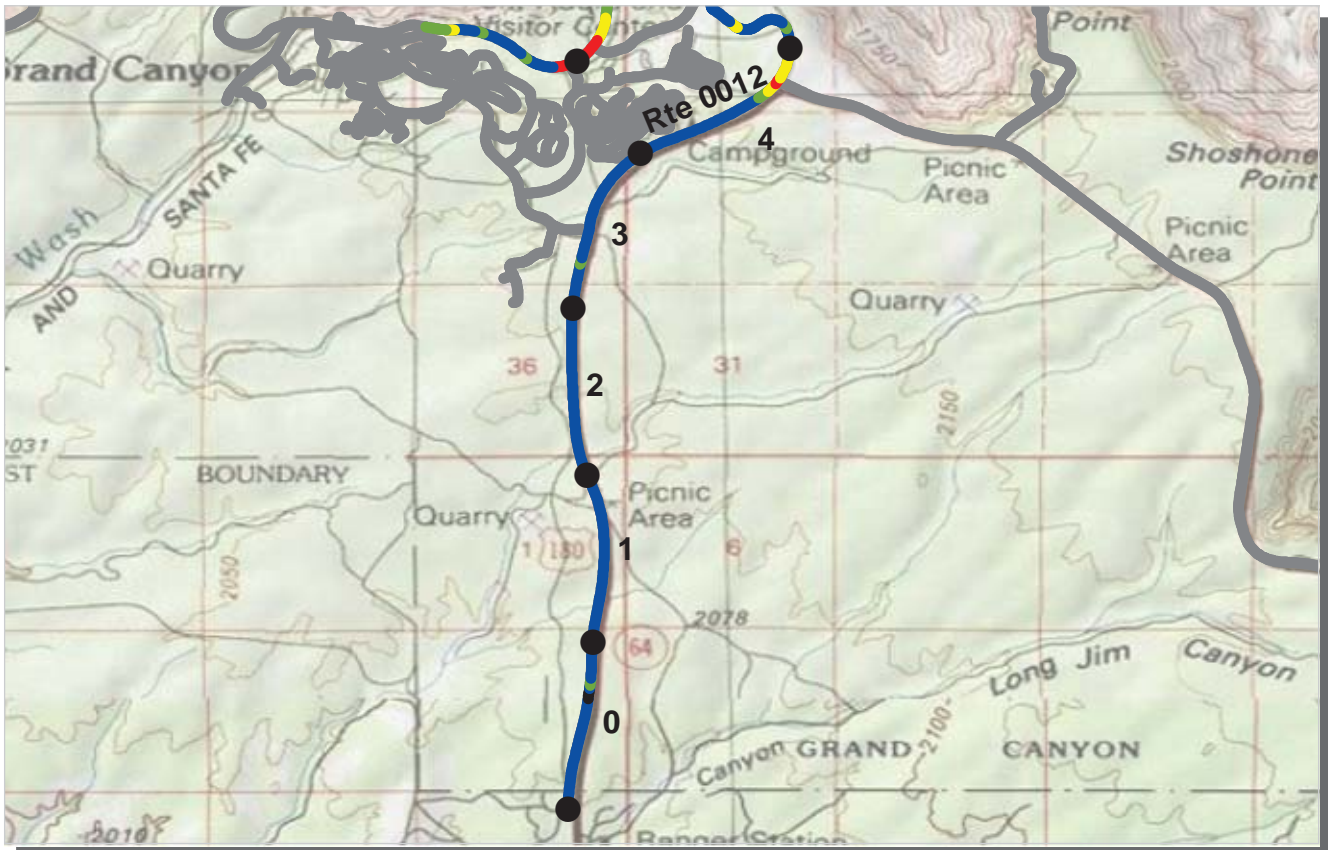 Visitor Center
Point
1750
Grand Canyon
Rte 0012
4
Campground
Picnic
Area
Shoshone
Point
SANTA FE
Wash
3
Picnic
Area
Quarry
AND
Quarry
36
31
2
2150
2031
ST
BOUNDARY
Picnic
Area
Quarry
1
180
1
6
2050
2078
64
Long Jim Canyon
0
2100
Canyon
GRAND CANYON
2010
Ranger Station